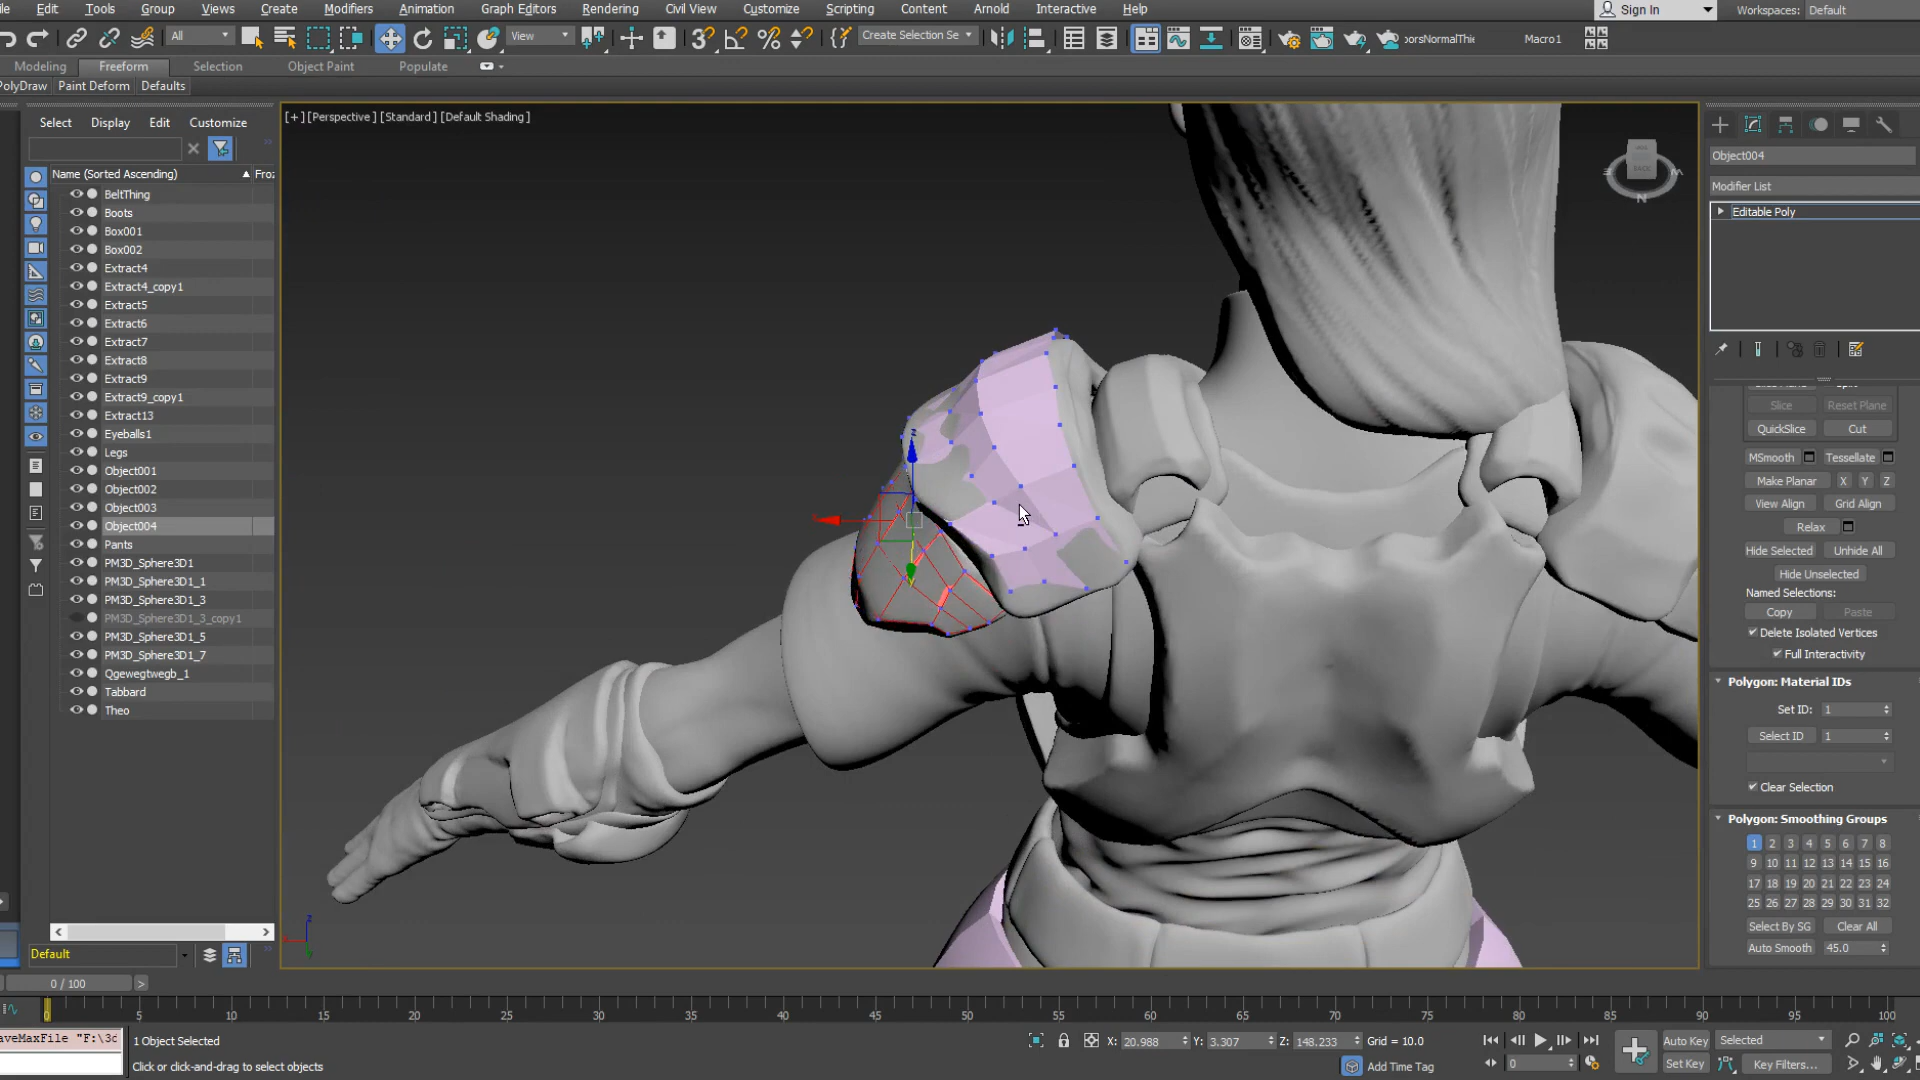 Edit Tools Group Views Create Modifiers Animation Graph Editors Rendering Civil View Customize Scripting Content Arnold Interactive Help
Sign In Workspaces: Default
All View Create Selection Se oorsNormalThie Macro1
Modeling Freeform Selection Object Paint Populate
PolyDraw Paint Deform Defaults
Select Display Edit Customize
Name (Sorted Ascending) Froz
BeltThing
Boots
Box001
Box002
Extract4
Extract4_copy1
Extract5
Extract6
Extract7
Extract8
Extract9
Extract9_copy1
Extract13
Eyeballs1
Legs
Object001
Object002
Object003
Object004
Pants
PM3D_Sphere3D1
PM3D_Sphere3D1_1
PM3D_Sphere3D1_3
PM3D_Sphere3D1_3_copy1
PM3D_Sphere3D1_5
PM3D_Sphere3D1_7
Qgewegtwegb_1
Tabbard
Theo
Default
[+] [Perspective ] [Standard ] [Default Shading ]
Object004
Modifier List
Editable Poly
Slice Reset Plane
QuickSlice Cut
MSmooth Tessellate
Make Planar X Y Z
View Align Grid Align
Relax
Hide Selected Unhide All
Hide Unselected
Named Selections:
Copy Paste
Delete Isolated Vertices
Full Interactivity
Polygon: Material IDs
Set ID: 1
Select ID 1
Clear Selection
Polygon: Smoothing Groups
1 2 3 4 5 6 7 8
9 10 11 12 13 14 15 16
17 18 19 20 21 22 23 24
25 26 27 28 29 30 31 32
Select By SG Clear All
Auto Smooth 45.0
0 / 100
0 5 10 15 20 25 30 35 40 45 50 55 60 65 70 75 80 85 90 95 100
aveMaxFile "F:\3d
1 Object Selected
Click or click-and-drag to select objects
X: 20.988 Y: 3.307 Z: 148.233 Grid = 10.0
Add Time Tag
0
Auto Key Selected
Set Key Key Filters...